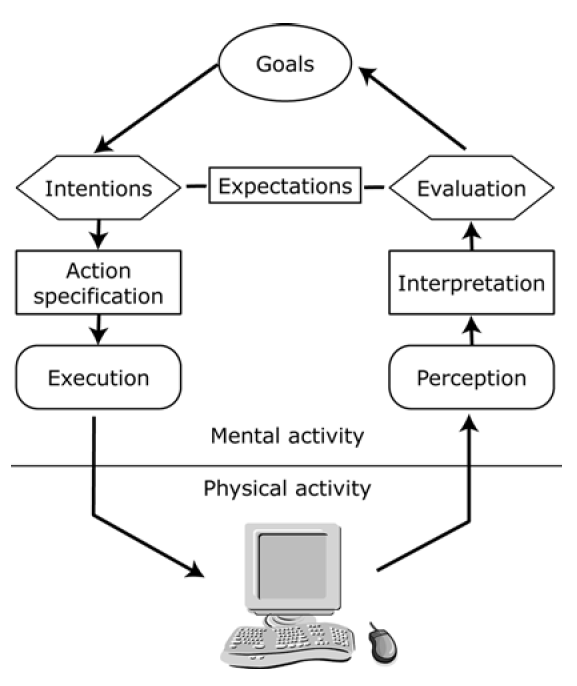 Goals
Intentions
Expectations
Evaluation
Action
specification
Interpretation
Execution
Perception
Mental activity
Physical activity